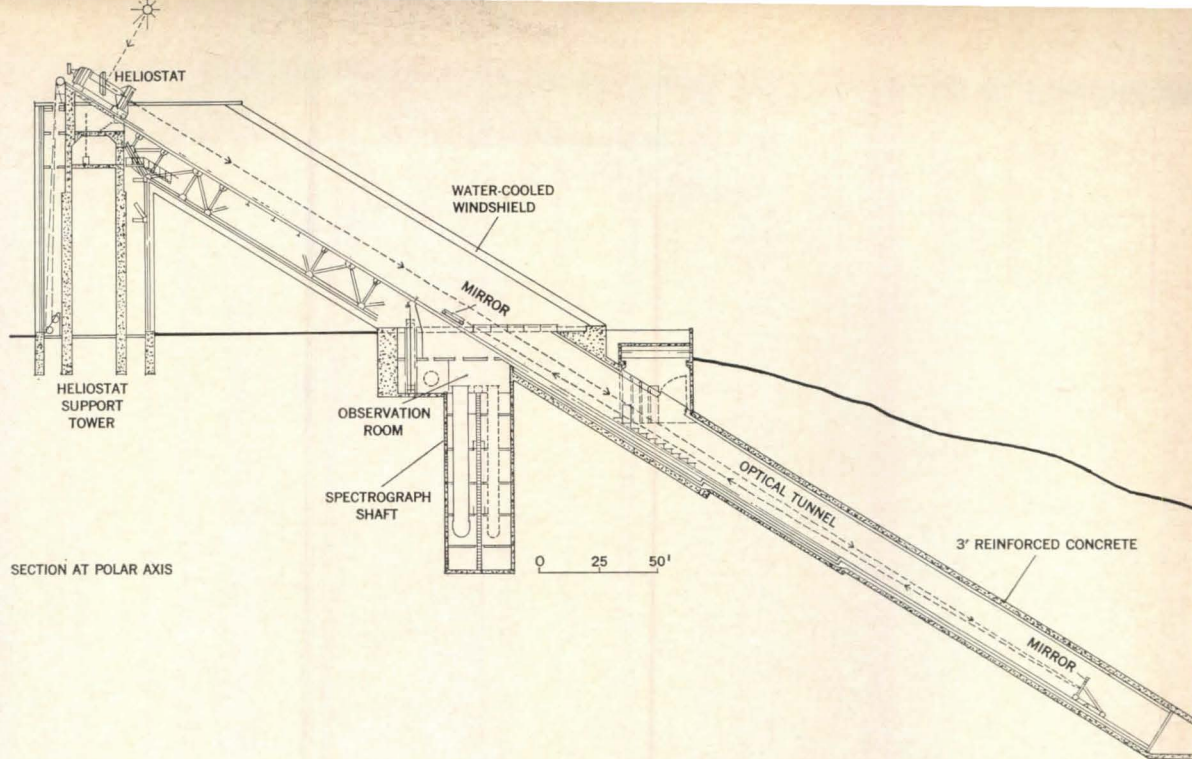 HELIOSTAT
WATER-COOLED
WINDSHIELD
MIRROR
HELIOSTAT
SUPPORT
TOWER
OBSERVATION
ROOM
SPECTROGRAPH
SHAFT
OPTICAL TUNNEL
SECTION AT POLAR AXIS
0 25 50'
3' REINFORCED CONCRETE
MIRROR